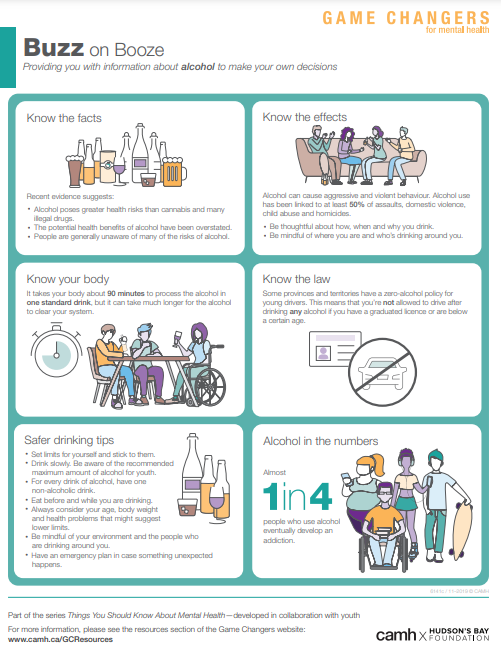 GAME CHANGERS
for mental health
Buzz on Booze
Providing you with information about alcohol to make your own decisions
Know the facts
Recent evidence suggests:
• Alcohol poses greater health risks than cannabis and many
illegal drugs.
• The potential health benefits of alcohol have been overstated.
• People are generally unaware of many of the risks of alcohol.
Know the effects
Alcohol can cause aggressive and violent behaviour. Alcohol use
has been linked to at least 50% of assaults, domestic violence,
child abuse and homicides.
• Be thoughtful about how, when and why you drink.
• Be mindful of where you are and who's drinking around you.
Know your body
It takes your body about 90 minutes to process the alcohol in
one standard drink, but it can take much longer for the alcohol
to clear your system.
Know the law
Some provinces and territories have a zero-alcohol policy for
young drivers. This means that you're not allowed to drive after
drinking any alcohol if you have a graduated licence or are below
a certain age.
Safer drinking tips
• Set limits for yourself and stick to them.
• Drink slowly. Be aware of the recommended
maximum amount of alcohol for youth.
• For every drink of alcohol, have one
non-alcoholic drink.
• Eat before and while you are drinking.
• Always consider your age, body weight
and health problems that might suggest
lower limits.
• Be mindful of your environment and the people who
are drinking around you.
• Have an emergency plan in case something unexpected
happens.
Alcohol in the numbers
Almost
1in4
people who use alcohol
eventually develop an
addiction.
Part of the series Things You Should Know About Mental Health—developed in collaboration with youth
For more information, please see the resources section of the Game Changers website:
www.camh.ca/GCResources
camh x HUDSON'S BAY
FOUNDATION